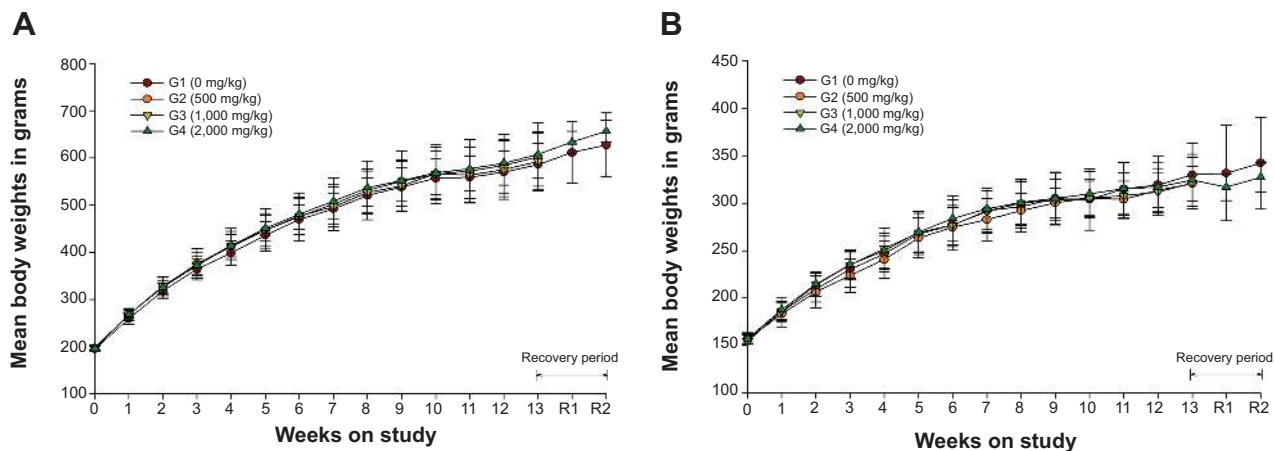 A
Mean body weights in grams
800
700
600
500
400
300
200
100
G1 (0 mg/kg)
G2 (500 mg/kg)
G3 (1,000 mg/kg)
G4 (2,000 mg/kg)
Recovery period
0 1 2 3 4 5 6 7 8 9 10 11 12 13 R1 R2
Weeks on study
B
Mean body weights in grams
450
400
350
300
250
200
150
100
G1 (0 mg/kg)
G2 (500 mg/kg)
G3 (1,000 mg/kg)
G4 (2,000 mg/kg)
Recovery period
0 1 2 3 4 5 6 7 8 9 10 11 12 13 R1 R2
Weeks on study